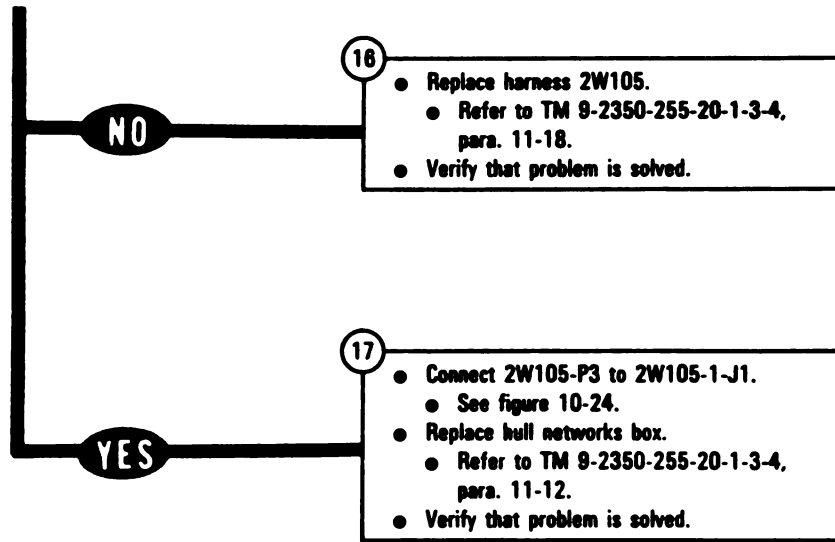 16
● Replace harness 2W105.
● Refer to TM 9-2350-255-20-1-3-4,
para. 11-18.
● Verify that problem is solved.
NO
17
● Connect 2W105-P3 to 2W105-1-J1.
● See figure 10-24.
● Replace hull networks box.
● Refer to TM 9-2350-255-20-1-3-4,
para. 11-12.
● Verify that problem is solved.
YES